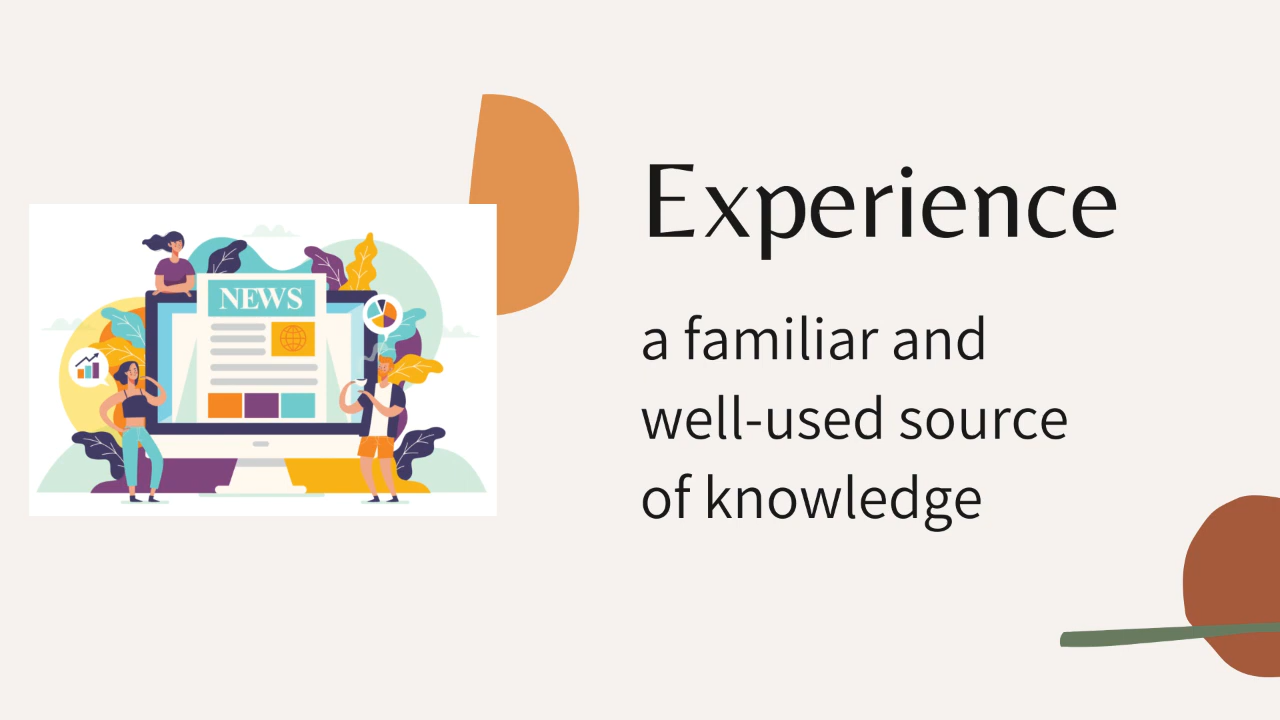 NEWS
Experience
a familiar and
well-used source
of knowledge